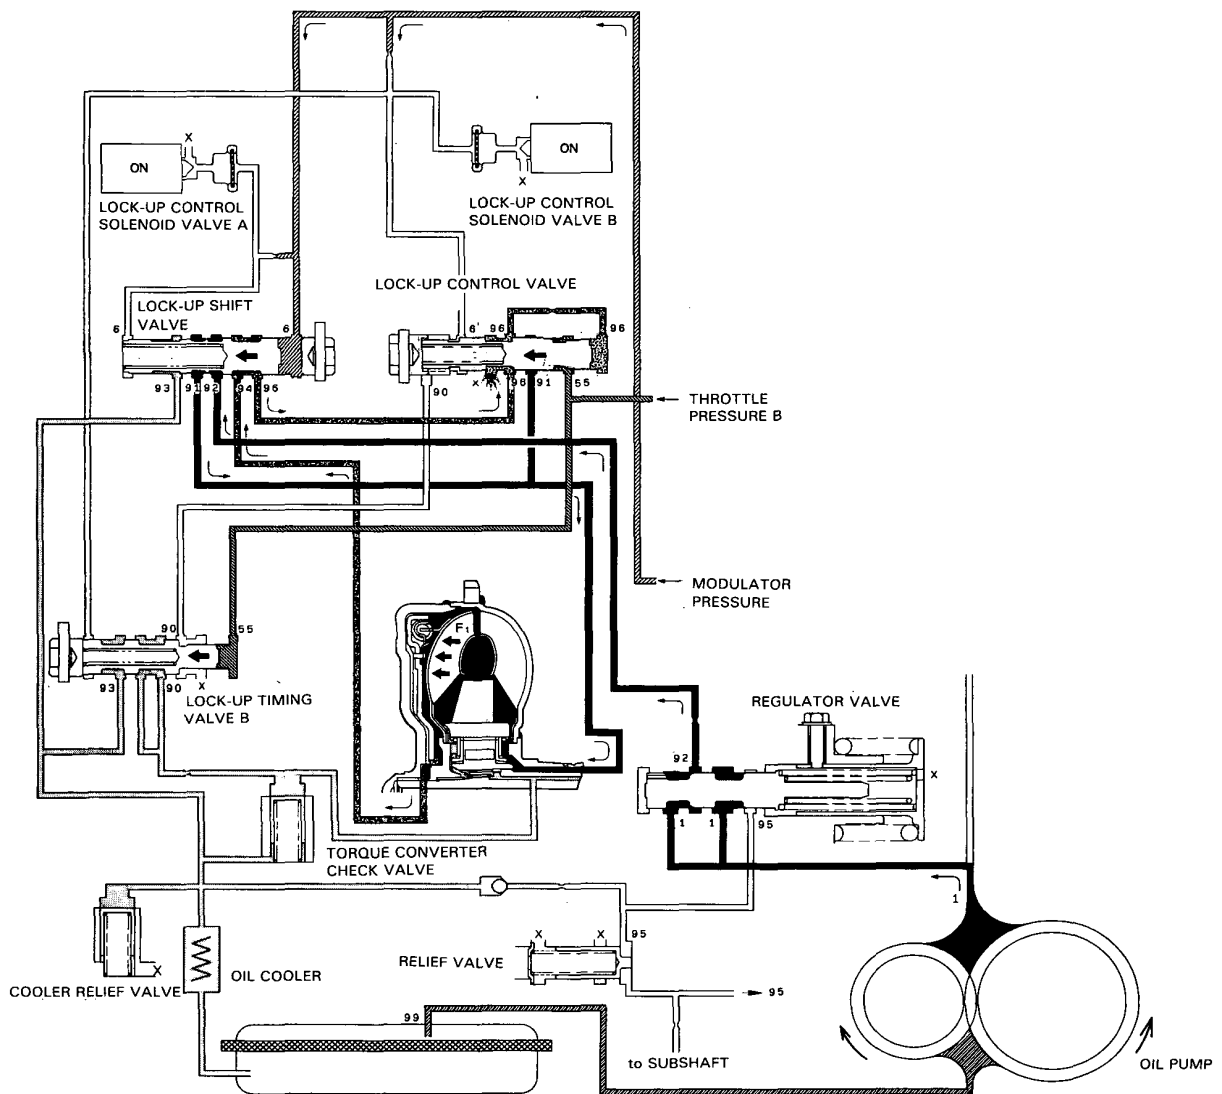 X
ON
ON
X
LOCK-UP CONTROL
SOLENOID VALVE A
LOCK-UP CONTROL
SOLENOID VALVE B
LOCK-UP CONTROL VALVE
LOCK-UP SHIFT
VALVE
6
6
6'
96
96
93
91
92
94
96
90
X
96
91
55
THROTTLE
PRESSURE B
MODULATOR
PRESSURE
90
55
F1
93
90
X
LOCK-UP TIMING
VALVE B
REGULATOR VALVE
92
X
1
1
95
TORQUE CONVERTER
CHECK VALVE
1
X
X
95
RELIEF VALVE
X
OIL COOLER
COOLER RELIEF VALVE
95
99
to SUBSHAFT
OIL PUMP